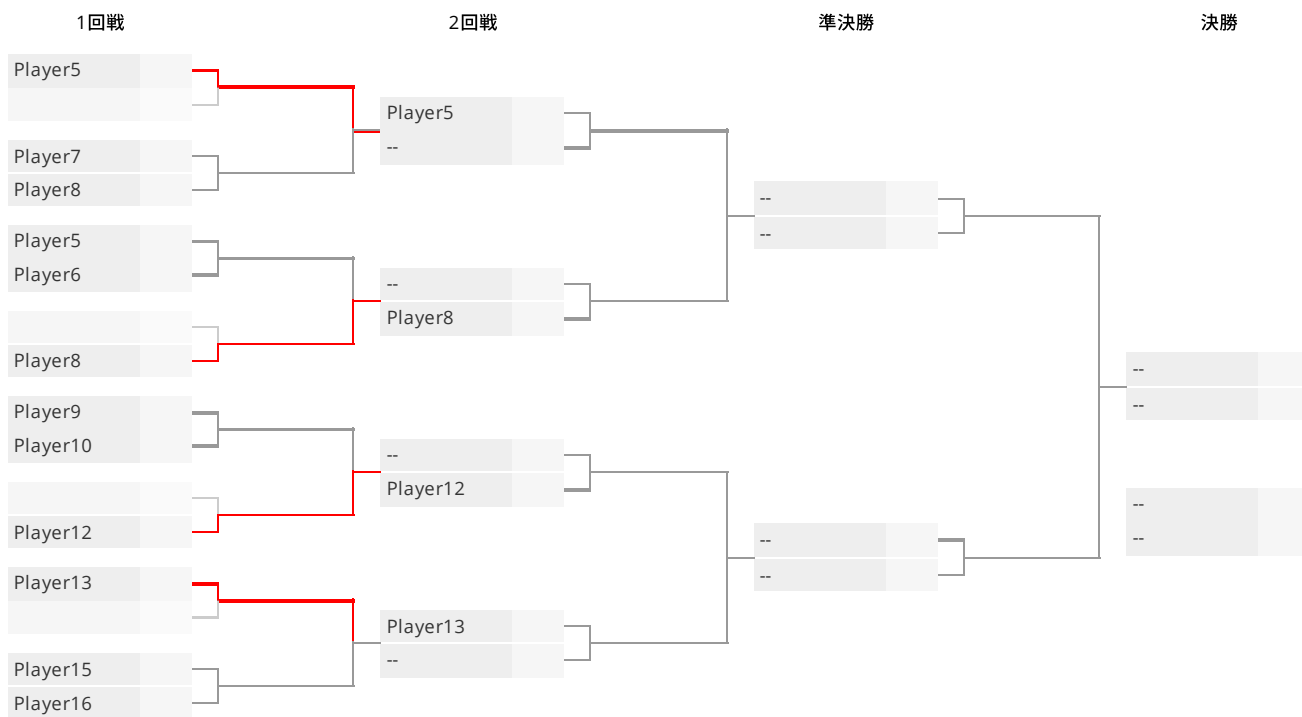 1回戦
2回戦
準決勝
決勝
Player5
Player7
Player8
Player5
Player6
Player8
Player9
Player10
Player12
Player13
Player15
Player16
Player5
--
--
Player8
--
Player12
Player13
--
--
--
--
--
--
--
--
--